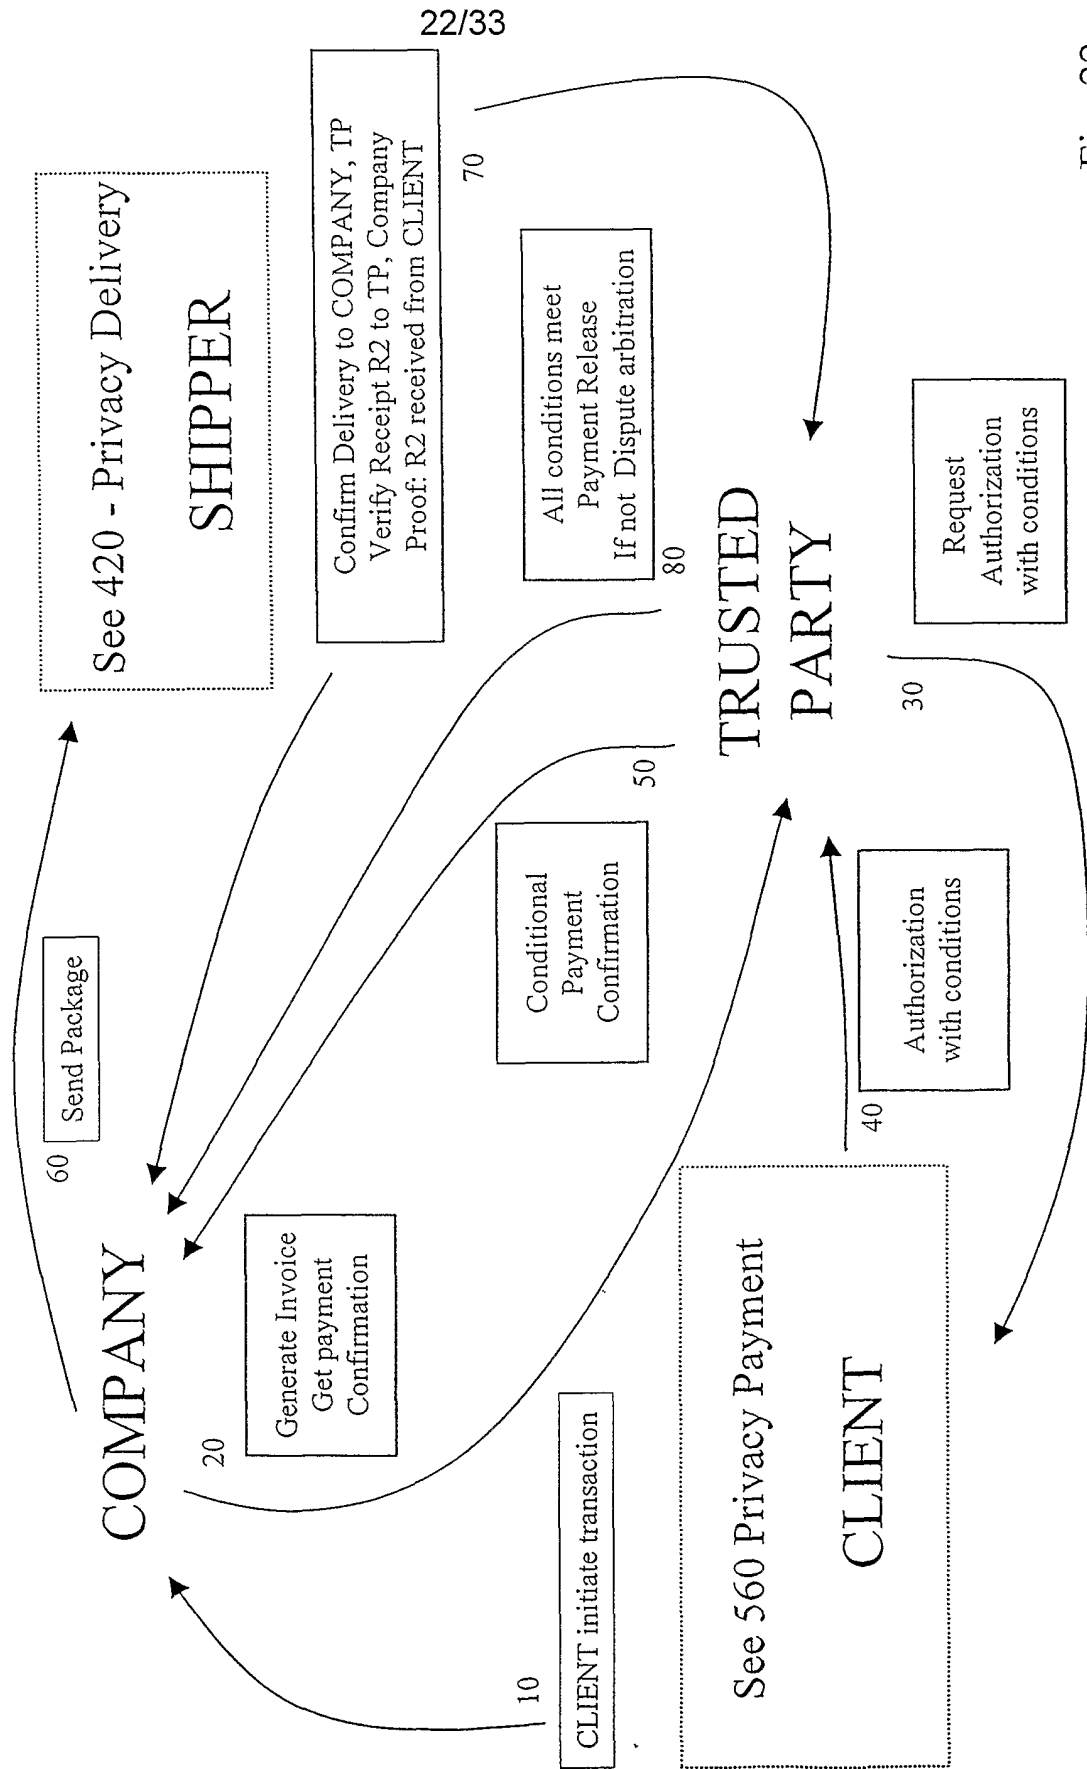 22/33
See 420 - Privacy Delivery
SHIPPER
60
Send Package
COMPANY
Confirm Delivery to COMPANY, TP
Verify Receipt R2 to TP, Company
Proof: R2 received from CLIENT
70
20
Generate Invoice
Get payment
Confirmation
Conditional
Payment
Confirmation
50
All conditions meet
Payment Release
If not Dispute arbitration
80
10
CLIENT initiate transaction
TRUSTED
PARTY
See 560 Privacy Payment
CLIENT
40
Authorization
with conditions
30
Request
Authorization
with conditions